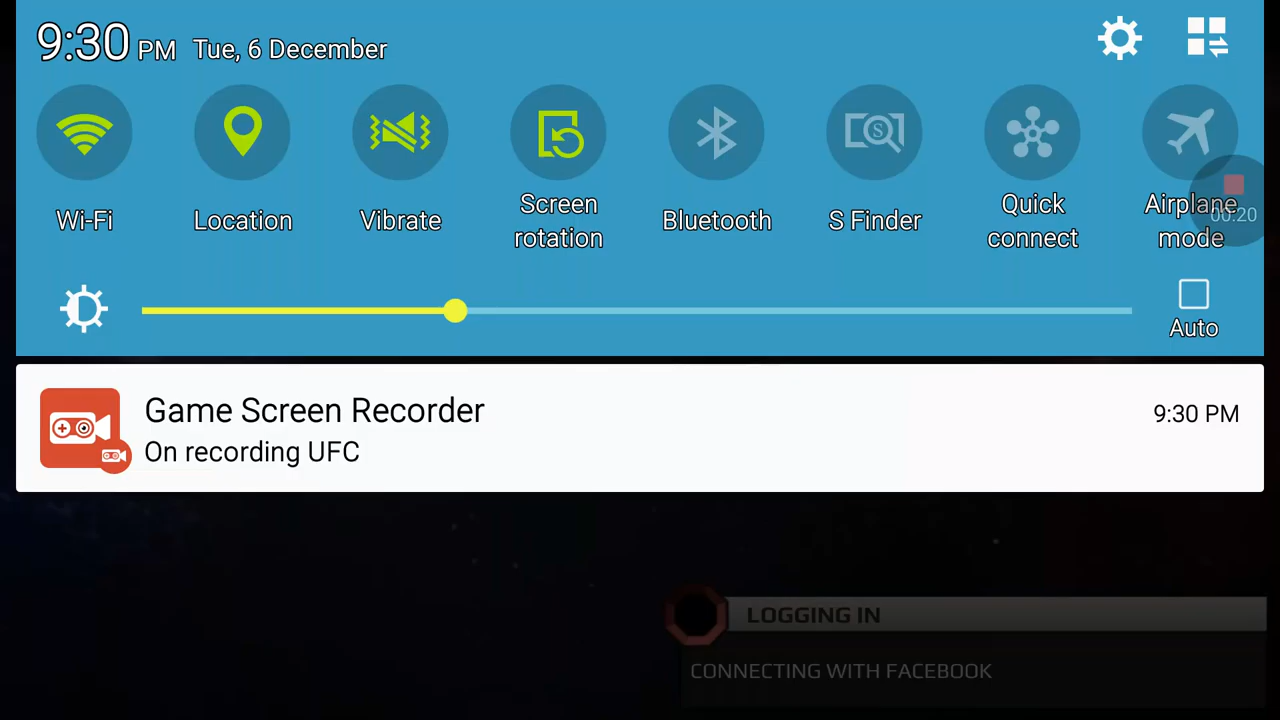 9:30 PM Tue, 6 December
Wi-Fi
Location
Vibrate
Screen
rotation
Bluetooth
S Finder
Quick
connect
Airplane
mode
00:20
Auto
Game Screen Recorder
9:30 PM
On recording UFC
LOGGING IN
CONNECTING WITH FACEBOOK